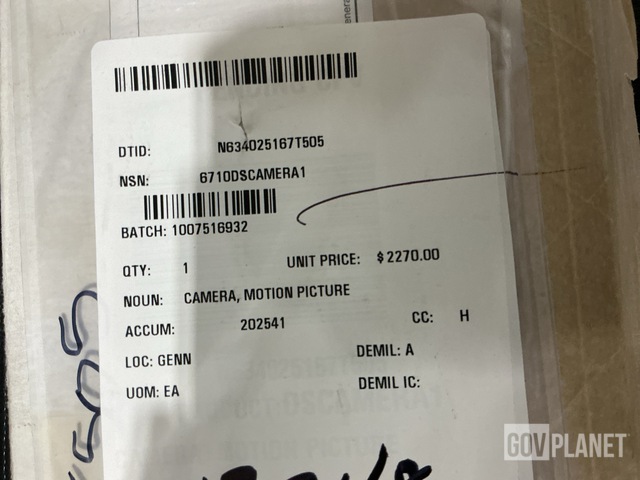 DTID: N634025167T505
NSN: 6710DSCAMERA1
BATCH: 1007516932
QTY: 1 UNIT PRICE: $ 2270.00
NOUN: CAMERA, MOTION PICTURE
ACCUM: 202541 CC: H
LOC: GENN DEMIL: A
UOM: EA DEMIL IC:
GOVPLANET